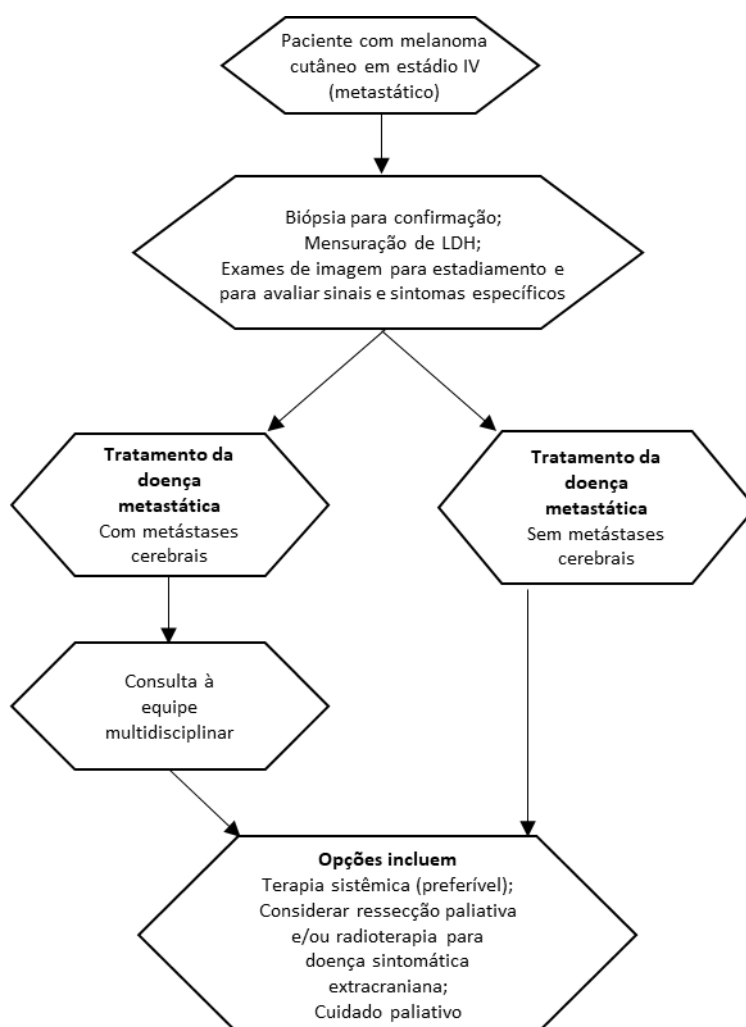 Paciente com melanoma
cutâneo em estádio IV
(metastático)
Biópsia para confirmação;
Mensuração de LDH;
Exames de imagem para estadiamento e
para avaliar sinais e sintomas específicos
Tratamento da
doença
metastática
Com metástases
cerebrais
Tratamento da
doença
metastática
Sem metástases
cerebrais
Consulta à
equipe
multidisciplinar
Opções incluem
Terapia sistêmica (preferível);
Considerar ressecção paliativa
e/ou radioterapia para
doença sintomática
extracraniana;
Cuidado paliativo